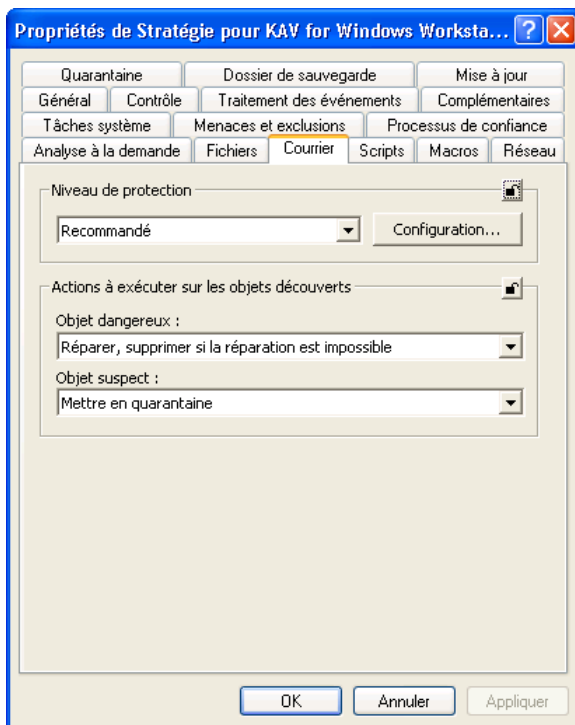 Propriétés de Stratégie pour KAV for Windows Worksta...
Quarantaine Dossier de sauvegarde Mise à jour
Général Contrôle Traitement des événements Complémentaires
Tâches système Menaces et exclusions Processus de confiance
Analyse à la demande Fichiers Courrier Scripts Macros Réseau
Niveau de protection
Recommandé Configuration...
Actions à exécuter sur les objets découverts
Objet dangereux :
Réparer, supprimer si la réparation est impossible
Objet suspect :
Mettre en quarantaine
OK Annuler Appliquer